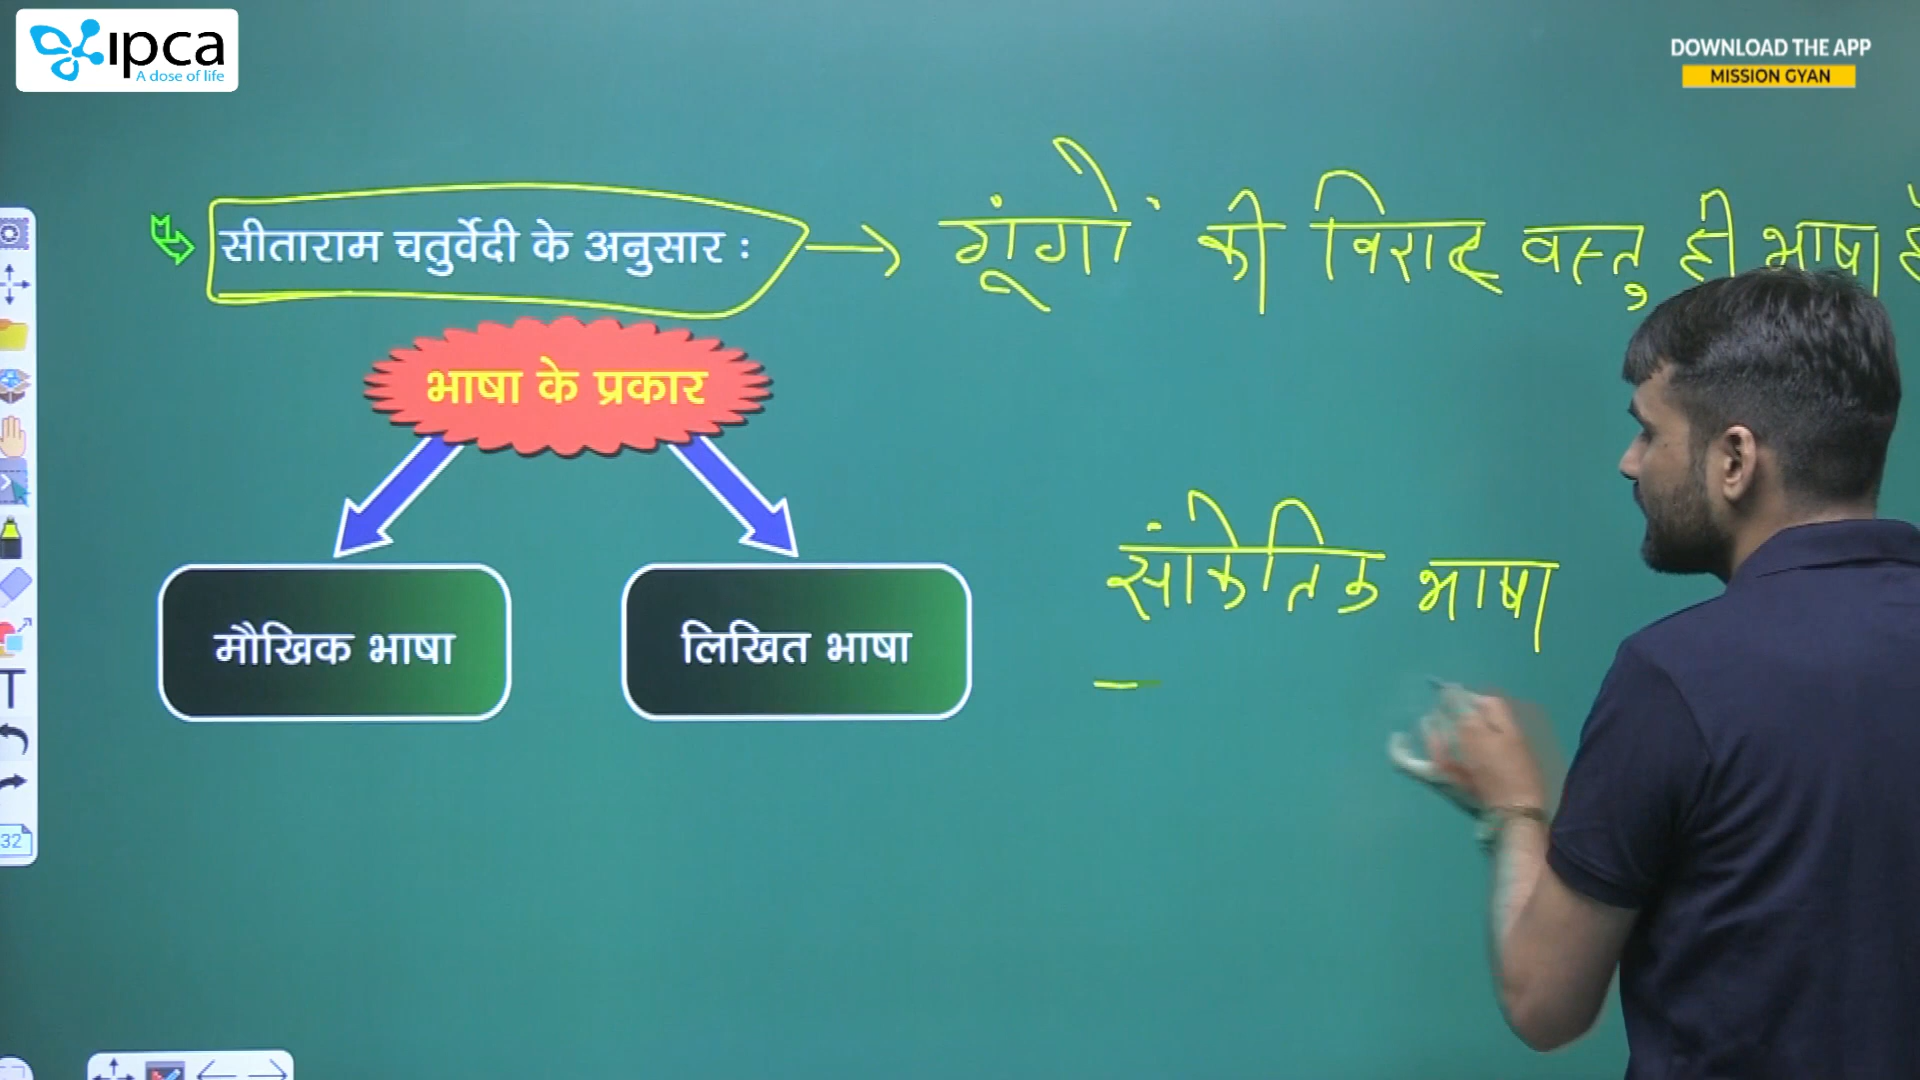 ipca
A dose of life
DOWNLOAD THE APP
MISSION GYAN
सीताराम चतुर्वेदी के अनुसार : → गूंगों की विराट वस्तु ही भाषा है
भाषा के प्रकार
मौखिक भाषा
लिखित भाषा
सांकेतिक भाषा
T
32